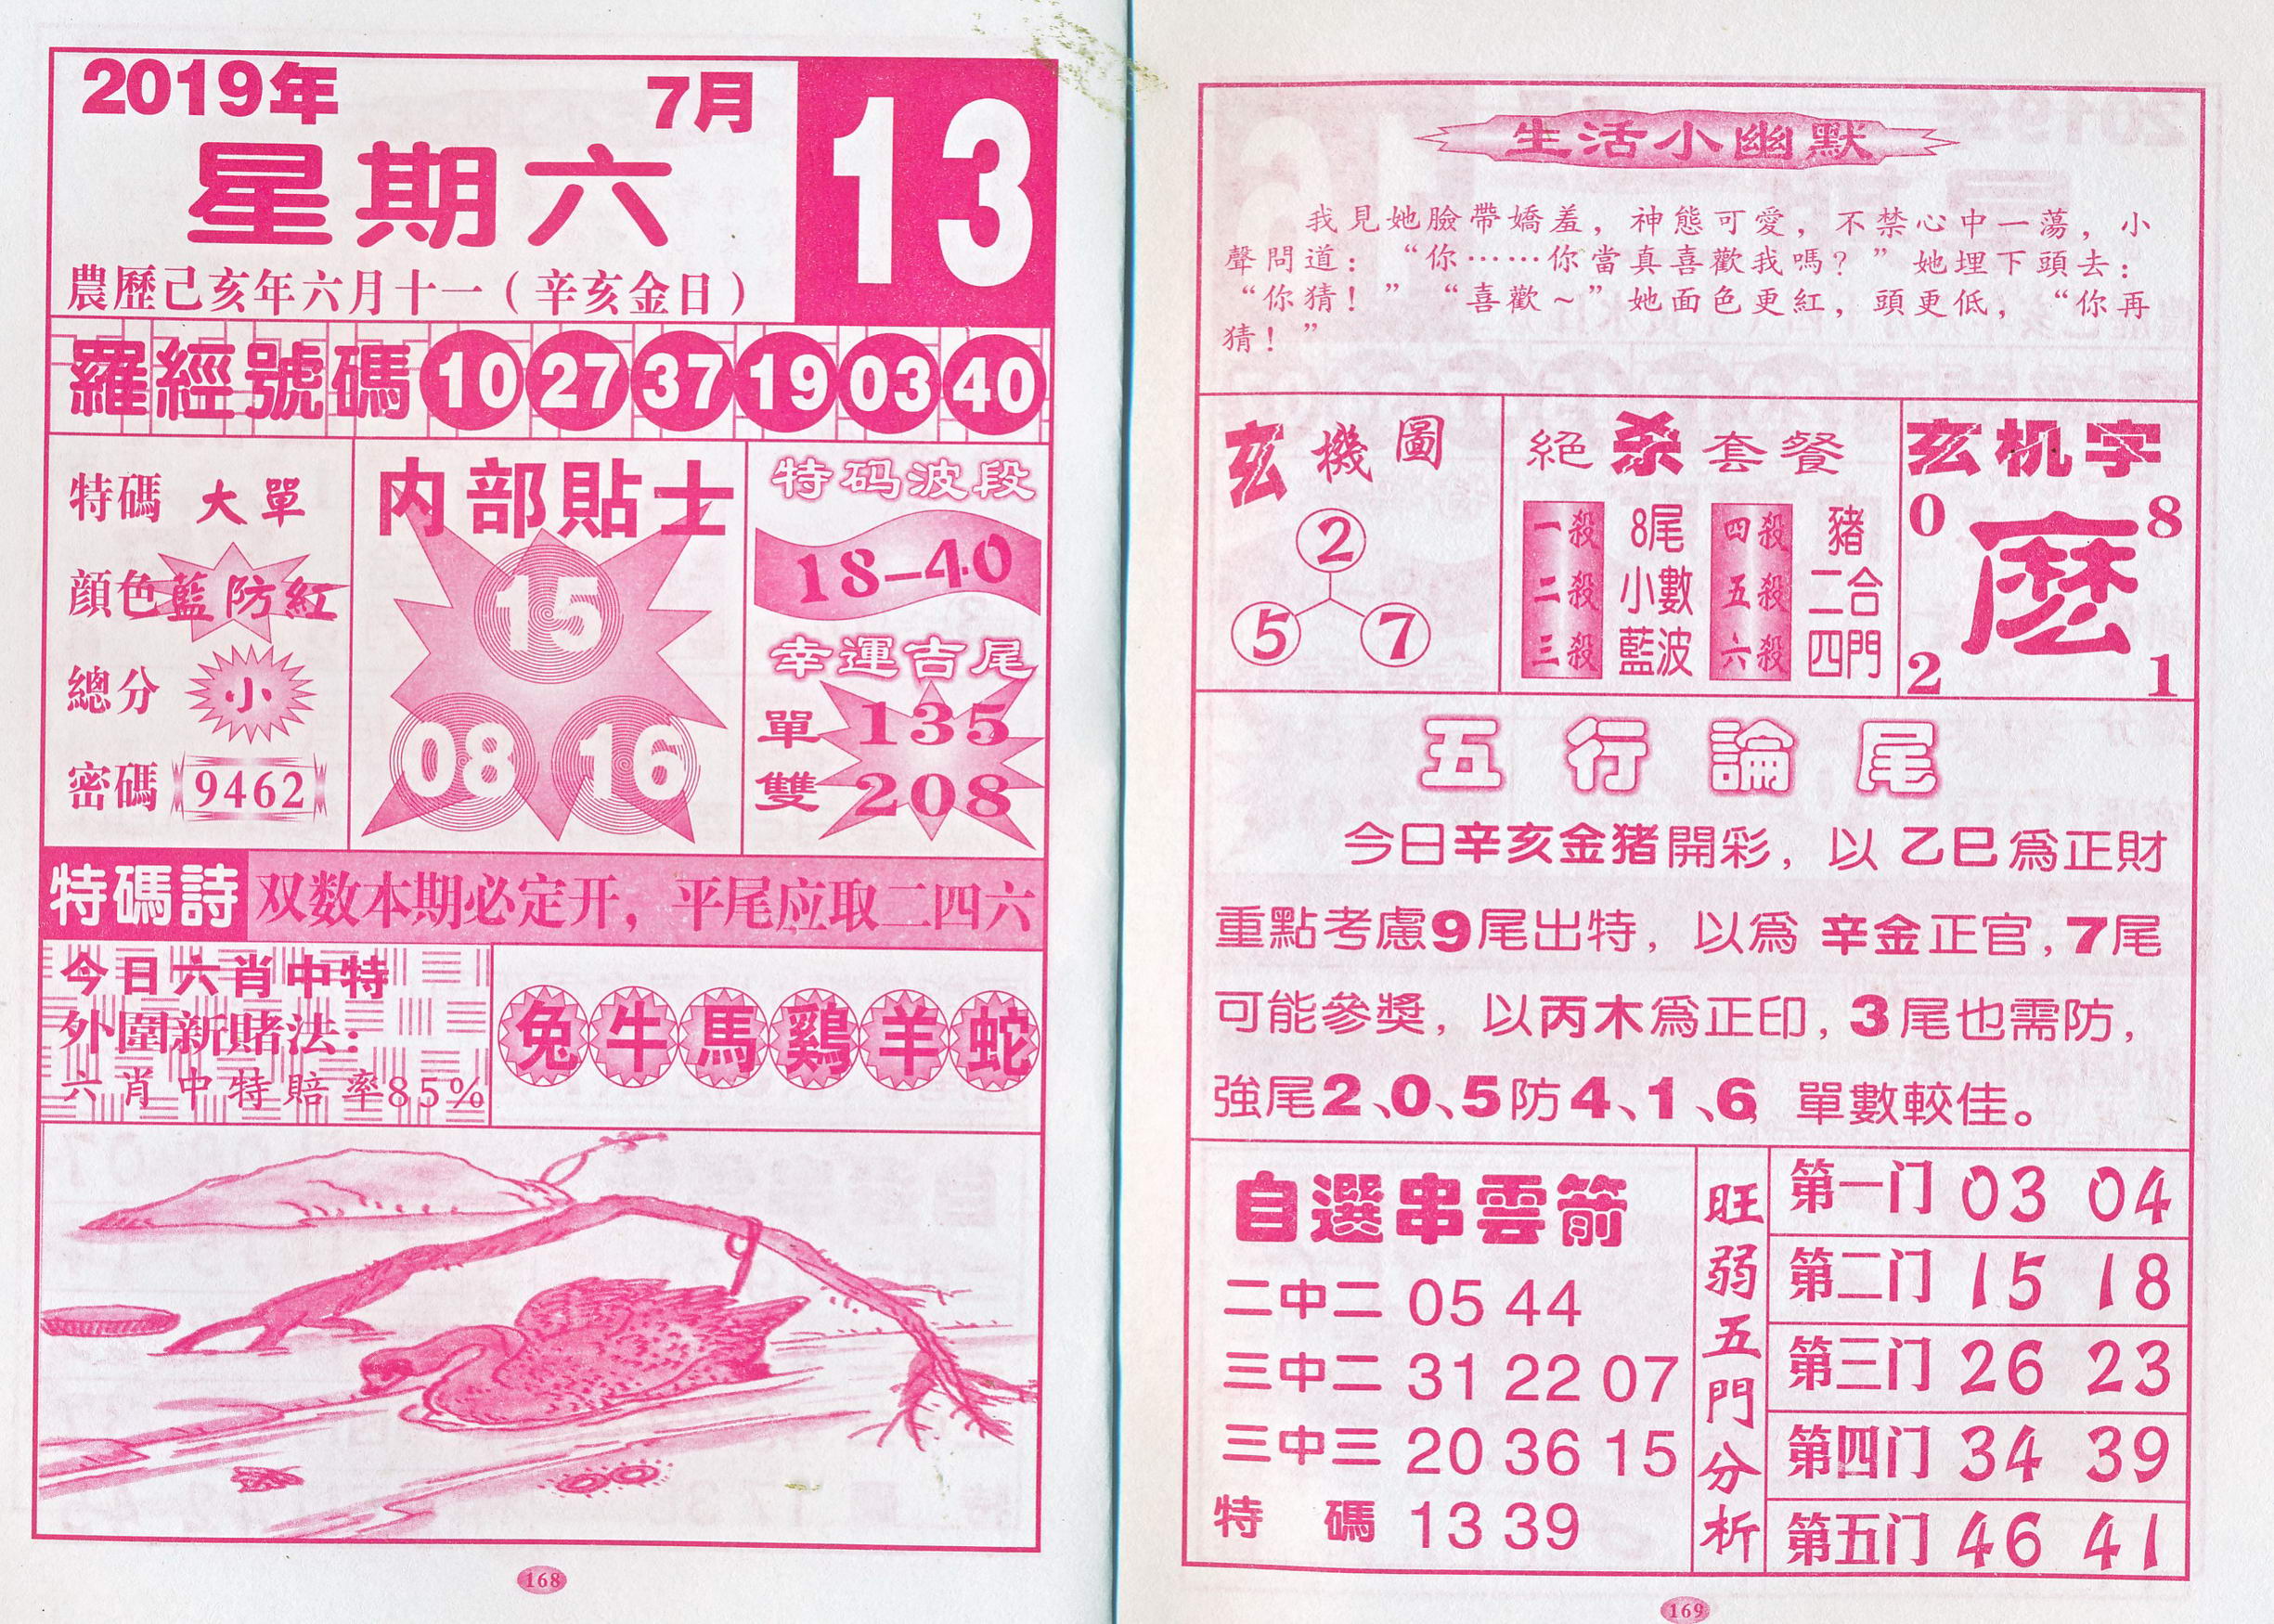 2019年 7月 13
星期六
農歷己亥年六月十一（辛亥金日）
羅經號碼 10 27 37 19 03 40
特碼 大單
顏色 藍防紅
總分 小
密碼 9462
内部貼士
15
08 16
特码波段
18—40
幸運吉尾
單 135
雙 208
特碼詩 双数本期必定开，平尾应取二四六
今日六肖中特
外圍新賭法：
六肖中特賠率85%
兔 牛 馬 鷄 羊 蛇
168
生活小幽默
我見她臉帶嬌羞，神態可愛，不禁心中一蕩，小
聲問道：“你……你當真喜歡我嗎？”她埋下頭去：
“你猜！”“喜歡～”她面色更紅，頭更低，“你再
猜！”
玄機圖
2
5 7
絕杀套餐
一殺 8尾 四殺 豬
二殺 小數 五殺 二合
三殺 藍波 六殺 四門
玄机字
0 8
麽
2 1
五行論尾
今日辛亥金猪開彩，以乙巳爲正財
重點考慮9尾出特，以爲辛金正官，7尾
可能參獎，以丙木爲正印，3尾也需防，
強尾2、0、5防4、1、6，單數較佳。
自選串雲箭
二中二 05 44
三中二 31 22 07
三中三 20 36 15
特碼 13 39
旺弱五門分析
第一门 03 04
第二门 15 18
第三门 26 23
第四门 34 39
第五门 46 41
169